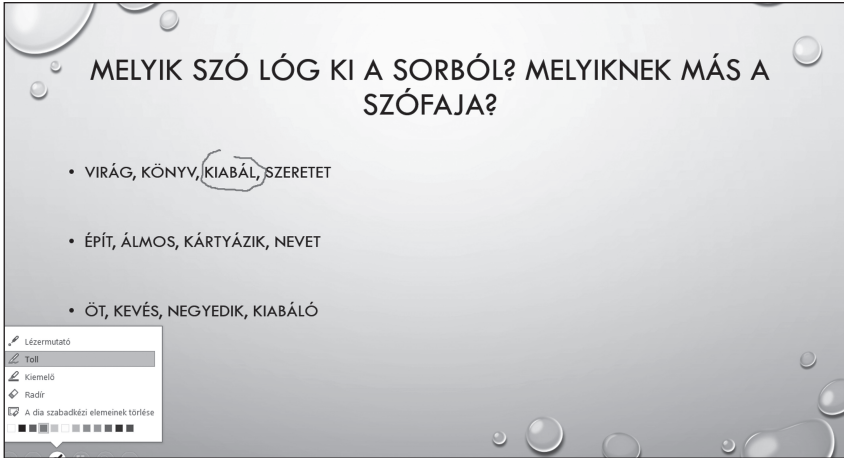 MELYIK SZÓ LÓG KI A SORBÓL? MELYIKNEK MÁS A
SZÓFAJA?
• VIRÁG, KÖNYV, KIABÁL, SZERETET
• ÉPÍT, ÁLMOS, KÁRTYÁZIK, NEVET
• ÖT, KEVÉS, NEGYEDIK, KIABÁLÓ
Lézermutató
Toll
Kiemelő
Radír
A dia szabadkézi elemeinek törlése